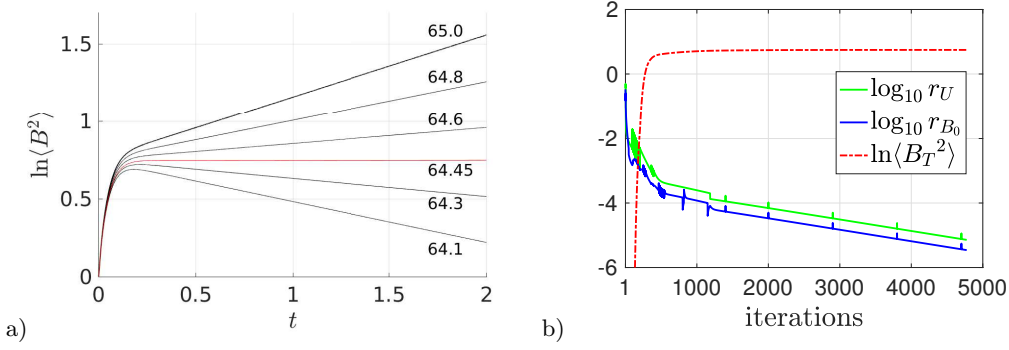 1.5
1
0.5
0
ln⟨B²⟩
65.0
64.8
64.6
64.45
64.3
64.1
0 0.5 1 1.5 2
t
a)
2
0
-2
-4
-6
log₁₀ r_U
log₁₀ r_{B₀}
ln⟨B_T²⟩
1 1000 2000 3000 4000 5000
iterations
b)